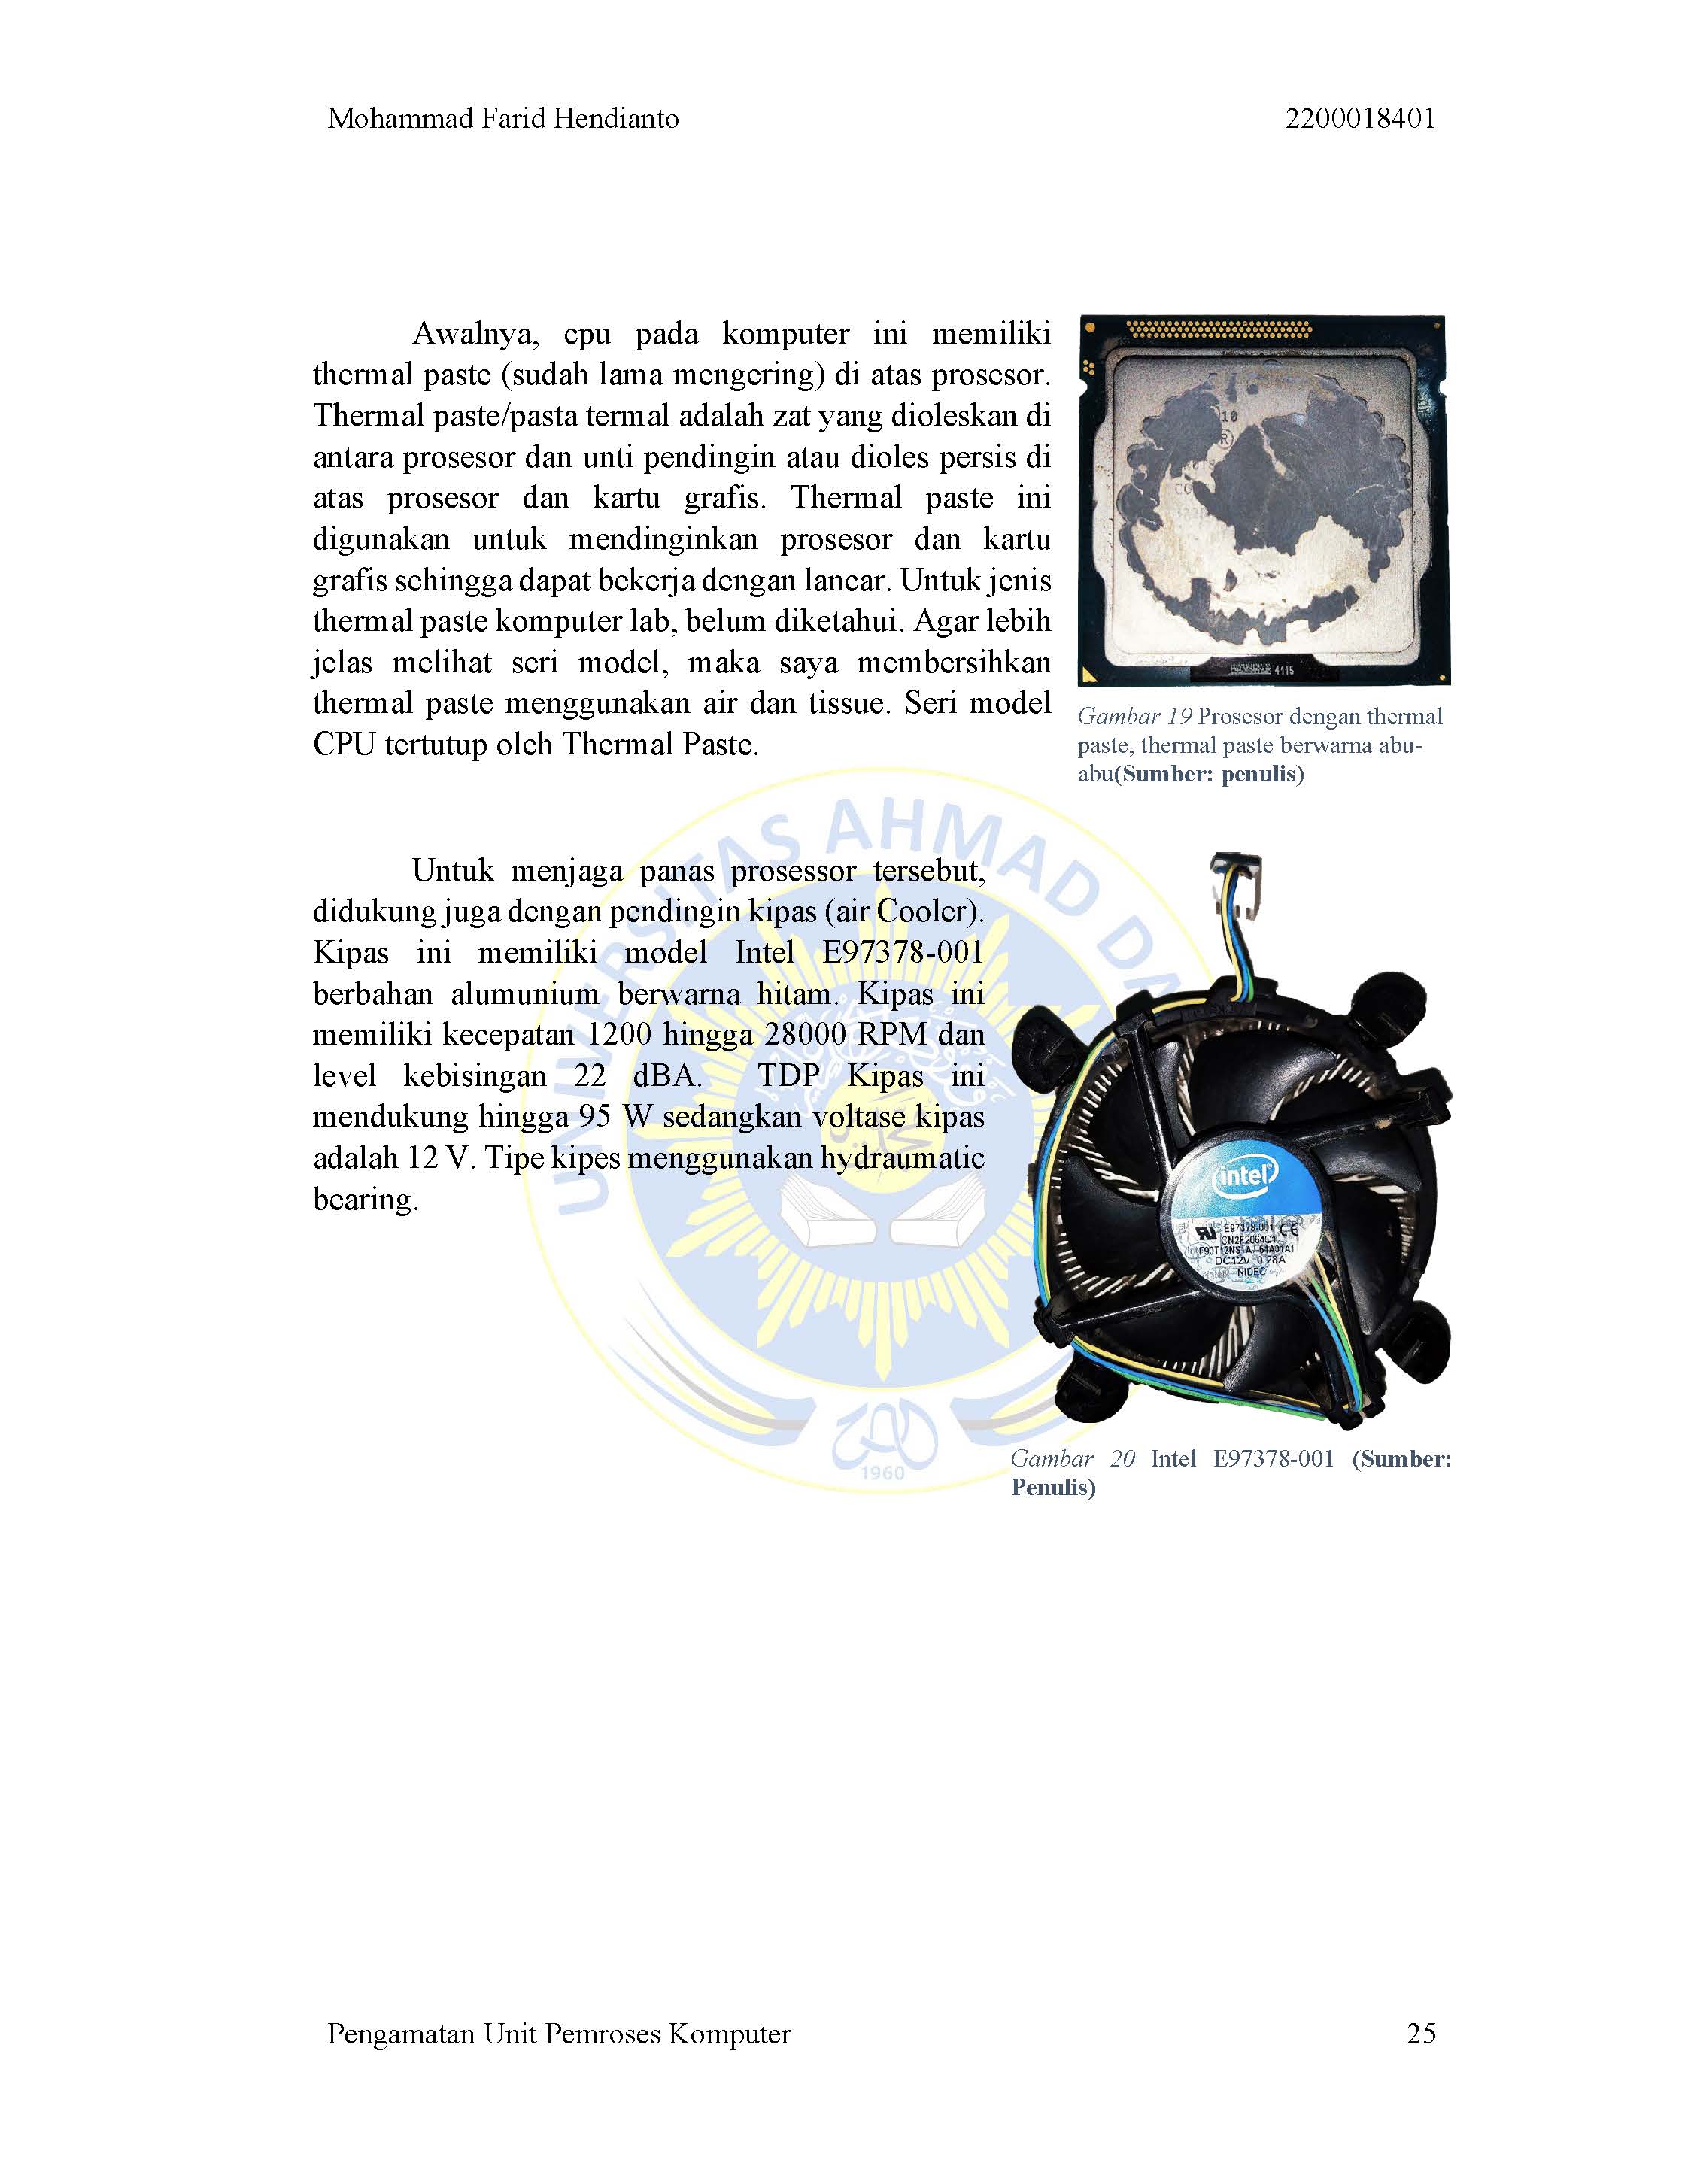 Mohammad Farid Hendianto 2200018401
Awalnya, cpu pada komputer ini memiliki
thermal paste (sudah lama mengering) di atas prosesor.
Thermal paste/pasta termal adalah zat yang dioleskan di
antara prosesor dan unti pendingin atau dioles persis di
atas prosesor dan kartu grafis. Thermal paste ini
digunakan untuk mendinginkan prosesor dan kartu
grafis sehingga dapat bekerja dengan lancar. Untuk jenis
thermal paste komputer lab, belum diketahui. Agar lebih
jelas melihat seri model, maka saya membersihkan
thermal paste menggunakan air dan tissue. Seri model
CPU tertutup oleh Thermal Paste.
4115
Gambar 19 Prosesor dengan thermal
paste, thermal paste berwarna abu-
abu(Sumber: penulis)
UNIVERSITAS AHMAD DA
Untuk menjaga panas prosessor tersebut,
didukung juga dengan pendingin kipas (air Cooler).
Kipas ini memiliki model Intel E97378-001
berbahan alumunium berwarna hitam. Kipas ini
memiliki kecepatan 1200 hingga 28000 RPM dan
level kebisingan 22 dBA. TDP Kipas ini
mendukung hingga 95 W sedangkan voltase kipas
adalah 12 V. Tipe kipes menggunakan hydraumatic
bearing.
intel
E97378-001
DC12V 0.28A
NIDEC
1960
Gambar 20 Intel E97378-001 (Sumber:
Penulis)
Pengamatan Unit Pemroses Komputer 25